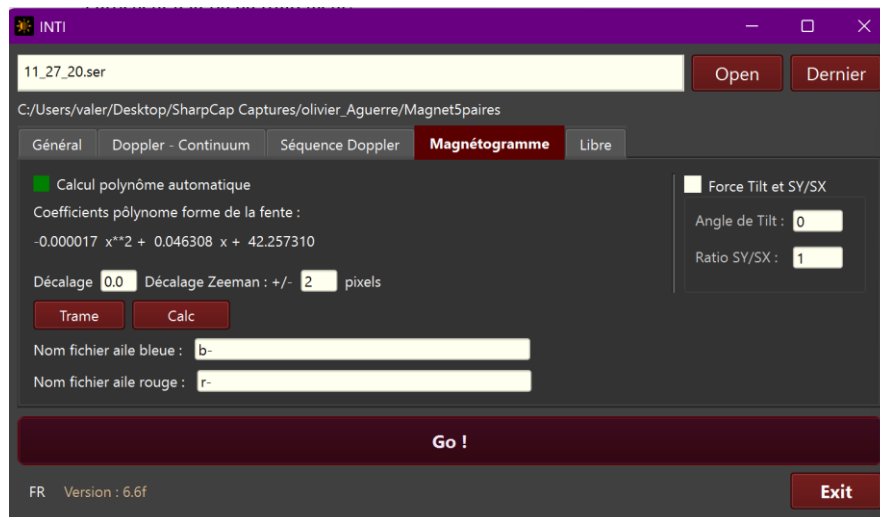 INTI
11_27_20.ser
Open
Dernier
C:/Users/valer/Desktop/SharpCap Captures/olivier_Aguerre/Magnet5paires
Général
Doppler - Continuum
Séquence Doppler
Magnétogramme
Libre
Calcul polynôme automatique
Coefficients pôlynome forme de la fente :
-0.000017 x**2 + 0.046308 x + 42.257310
Décalage 0.0 Décalage Zeeman : +/- 2 pixels
Trame
Calc
Nom fichier aile bleue : b-
Nom fichier aile rouge : r-
Force Tilt et SY/SX
Angle de Tilt : 0
Ratio SY/SX : 1
Go !
FR Version : 6.6f
Exit